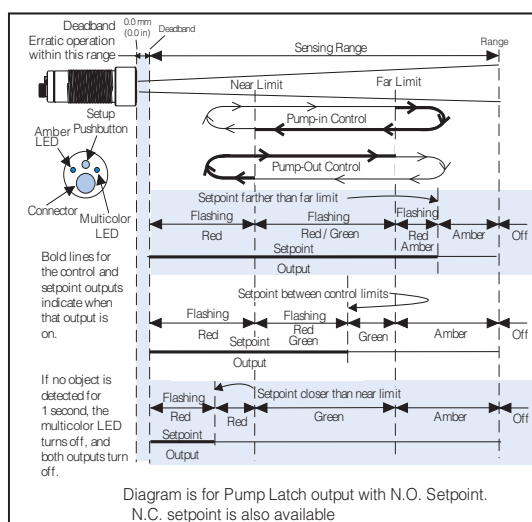 Deadband
Erratic operation
within this range
0.0 mm
(0.0 in)
Deadband
Sensing Range
Range
Near Limit
Far Limit
Setup
Pushbutton
Amber
LED
Connector
Multicolor
LED
Pump-in Control
Pump-Out Control
Setpoint farther than far limit
Flashing
Red
Flashing
Red / Green
Flashing
Red
Amber
Amber
Off
Setpoint
Output
Bold lines for
the control and
setpoint outputs
indicate when
that output is
on.
Setpoint between control limits
Flashing
Red
Flashing
Red
Green
Green
Amber
Off
Setpoint
Output
If no object is
detected for
1 second, the
multicolor LED
turns off, and
both outputs turn
off.
Setpoint closer than near limit
Flashing
Red
Red
Green
Amber
Off
Setpoint
Output
Diagram is for Pump Latch output with N.O. Setpoint.
N.C. setpoint is also available